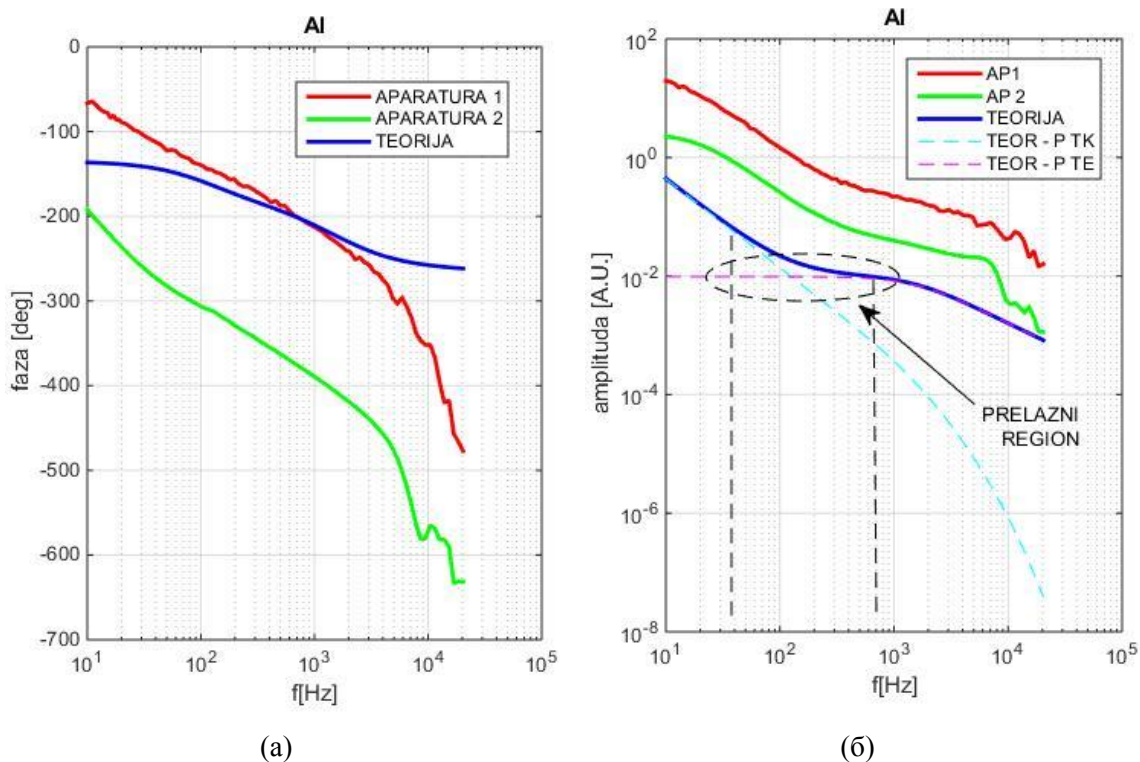 Al
0
-100
-200
-300
-400
-500
-600
-700
faza [deg]
10^1
10^2
10^3
10^4
10^5
f[Hz]
APARATURA 1
APARATURA 2
TEORIJA
(а)
Al
10^2
10^0
10^-2
10^-4
10^-6
10^-8
amplituda [A.U.]
10^1
10^2
10^3
10^4
10^5
f[Hz]
AP1
AP 2
TEORIJA
TEOR - P TK
TEOR - P TE
PRELAZNI
REGION
(б)